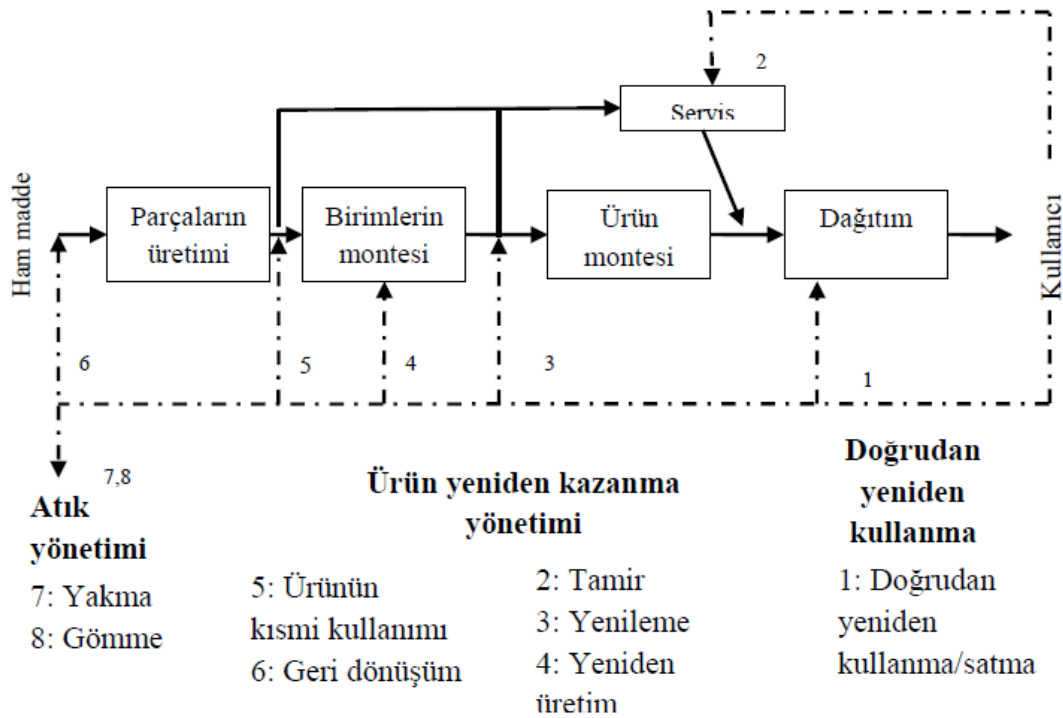 2
Servis
Ham madde
Parçaların
üretimi
Birimlerin
montesi
Ürün
montesi
Dağıtım
Kullanıcı
6
5
4
3
1
7,8
Atık
yönetimi
7: Yakma
8: Gömme
Ürün yeniden kazanma
yönetimi
5: Ürünün
kısmi kullanımı
6: Geri dönüşüm
2: Tamir
3: Yenileme
4: Yeniden
üretim
Doğrudan
yeniden
kullanma
1: Doğrudan
yeniden
kullanma/satma